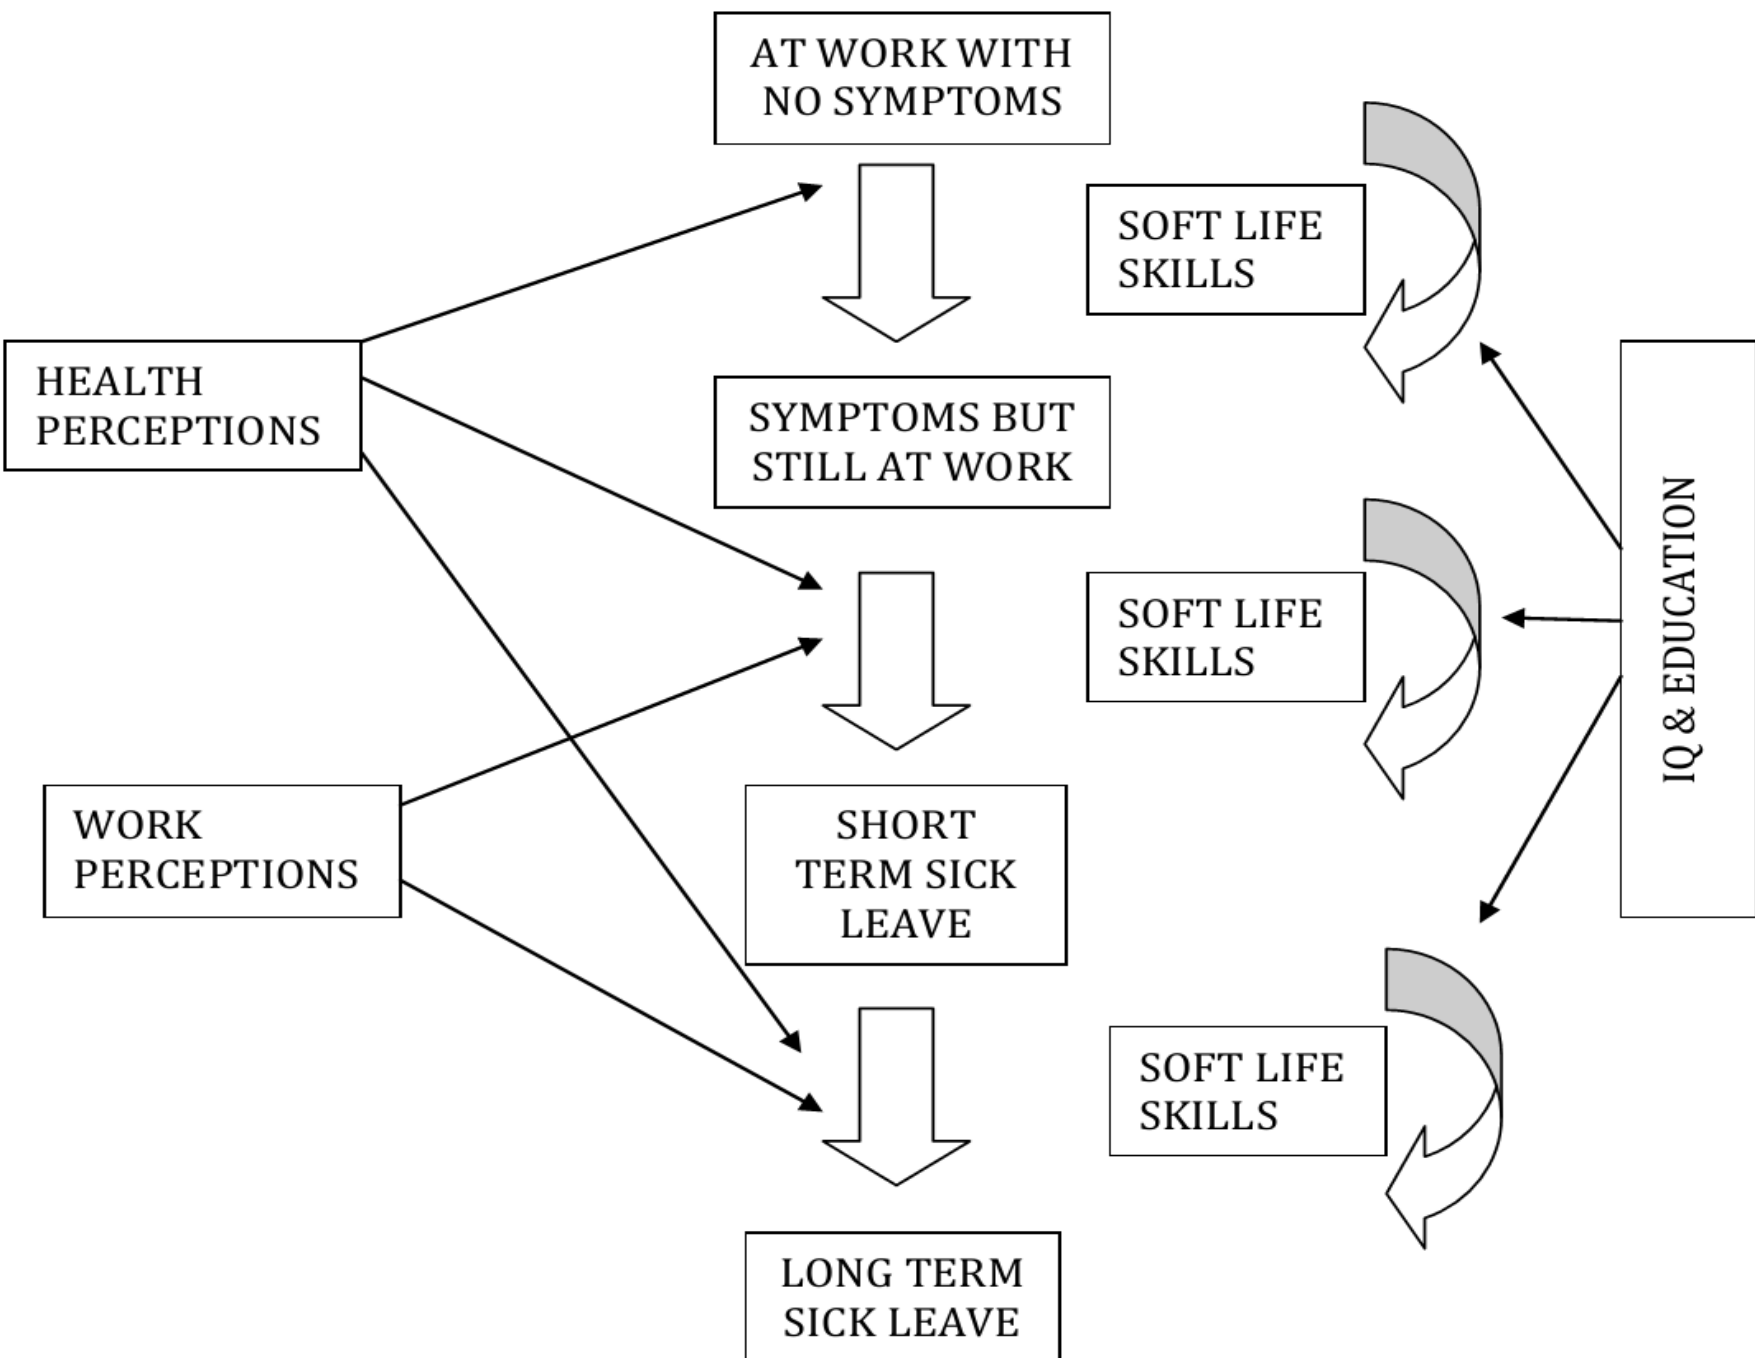 AT WORK WITH
NO SYMPTOMS
SOFT LIFE
SKILLS
HEALTH
PERCEPTIONS
SYMPTOMS BUT
STILL AT WORK
IQ & EDUCATION
SOFT LIFE
SKILLS
WORK
PERCEPTIONS
SHORT
TERM SICK
LEAVE
SOFT LIFE
SKILLS
LONG TERM
SICK LEAVE